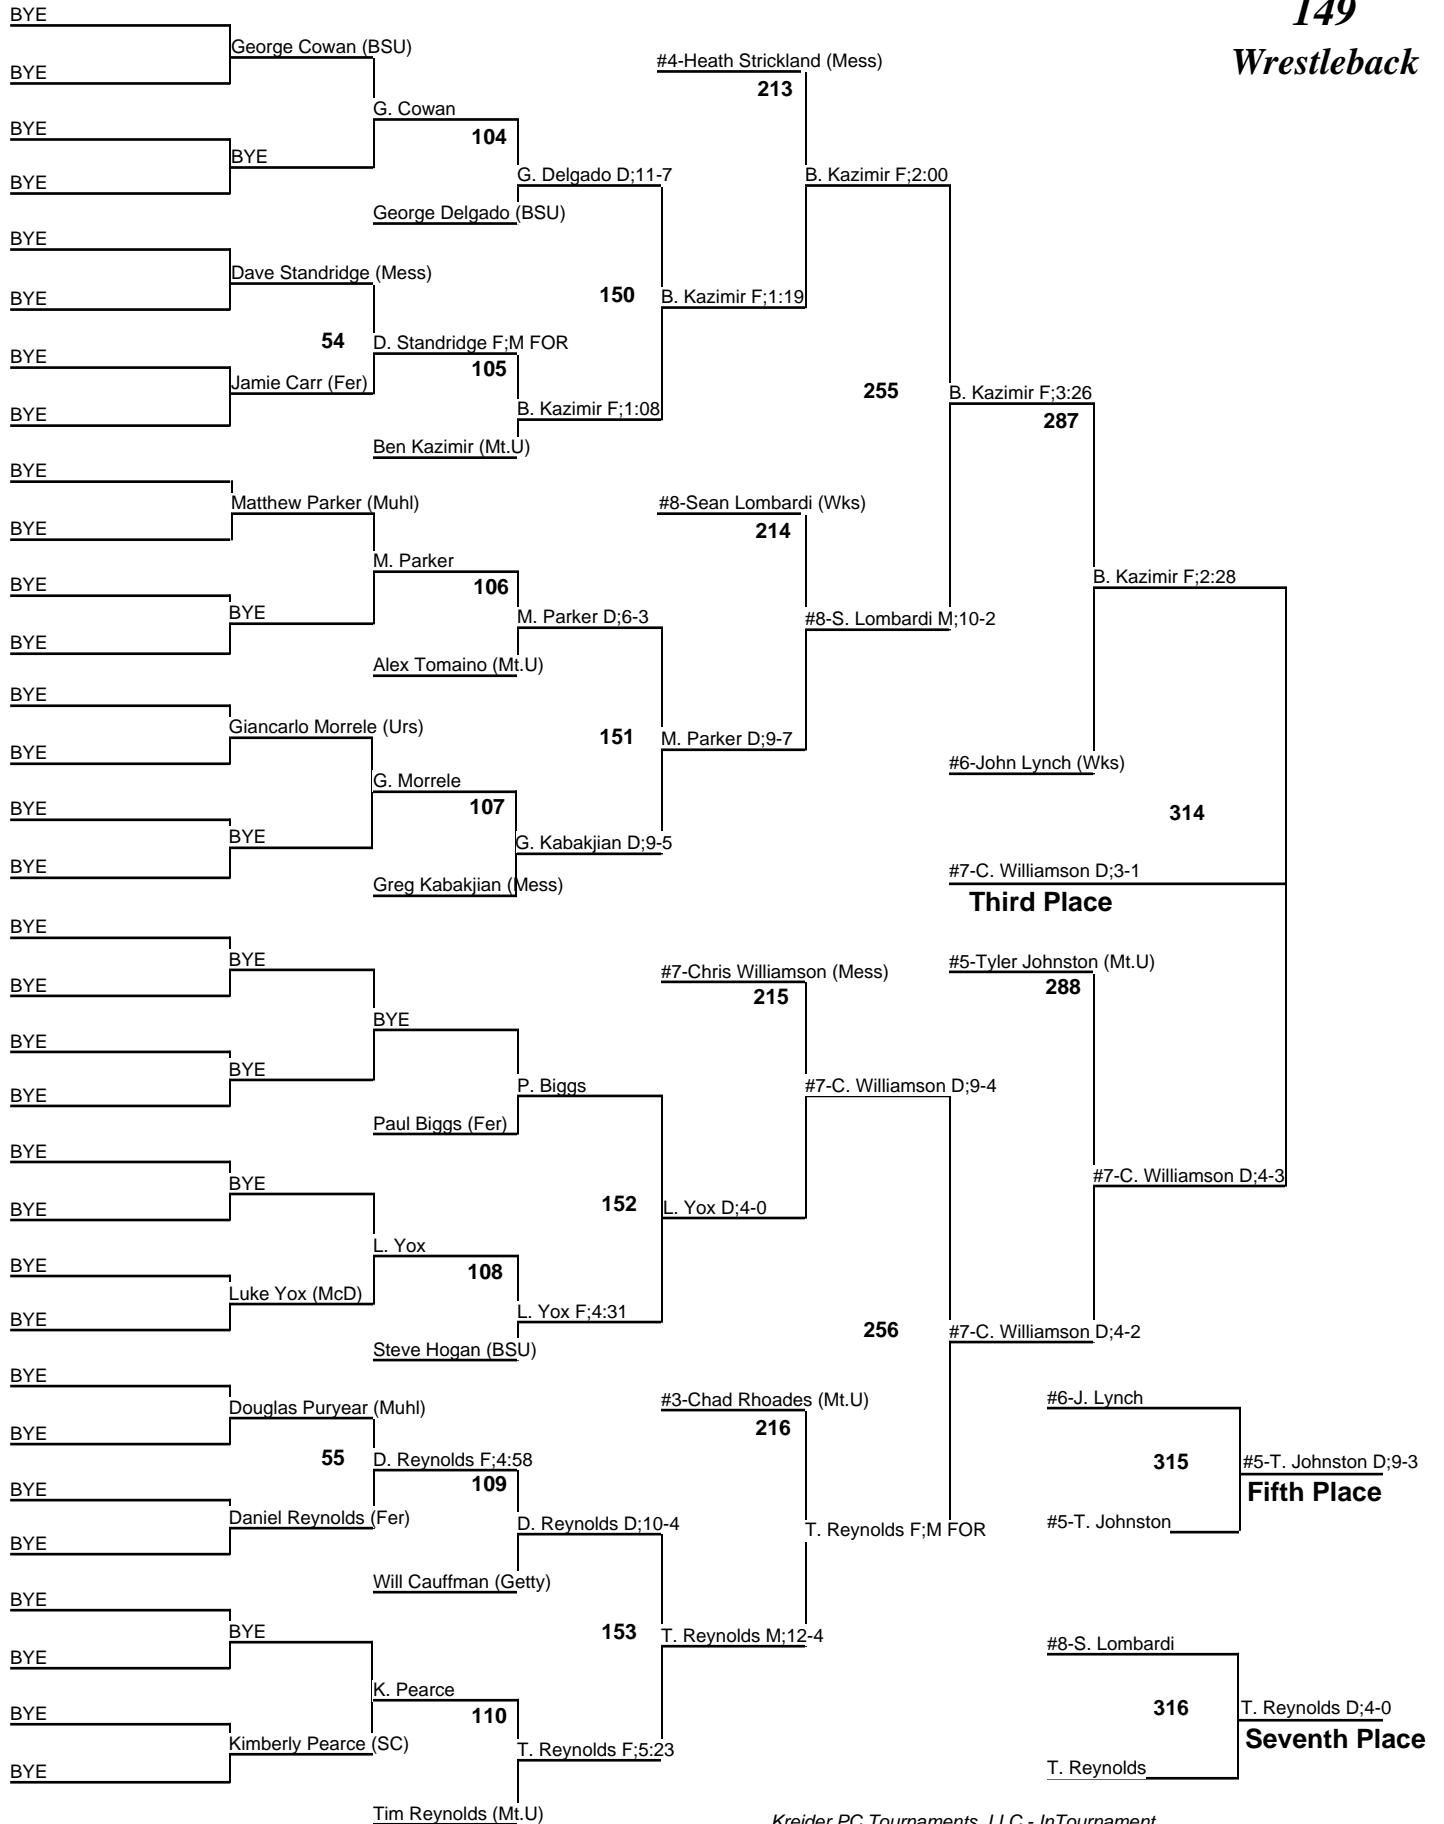 149
Wrestleback
BYE
BYE
George Cowan (BSU)
BYE
BYE
BYE
G. Cowan
104
G. Delgado D;11-7
George Delgado (BSU)
BYE
BYE
Dave Standridge (Mess)
54
BYE
BYE
Jamie Carr (Fer)
D. Standridge F;M FOR
105
B. Kazimir F;1:08
Ben Kazimir (Mt.U)
150
B. Kazimir F;1:19
#4-Heath Strickland (Mess)
213
B. Kazimir F;2:00
BYE
BYE
Matthew Parker (Muhl)
BYE
BYE
BYE
M. Parker
106
M. Parker D;6-3
Alex Tomaino (Mt.U)
BYE
BYE
Giancarlo Morrele (Urs)
BYE
BYE
BYE
G. Morrele
107
G. Kabakjian D;9-5
Greg Kabakjian (Mess)
151
M. Parker D;9-7
#8-Sean Lombardi (Wks)
214
#8-S. Lombardi M;10-2
255
B. Kazimir F;3:26
287
B. Kazimir F;2:28
#6-John Lynch (Wks)
314
#7-C. Williamson D;3-1
Third Place
BYE
BYE
BYE
BYE
BYE
BYE
BYE
P. Biggs
Paul Biggs (Fer)
BYE
BYE
BYE
BYE
BYE
Luke Yox (McD)
L. Yox
108
L. Yox F;4:31
Steve Hogan (BSU)
152
L. Yox D;4-0
#7-Chris Williamson (Mess)
215
#7-C. Williamson D;9-4
BYE
BYE
Douglas Puryear (Muhl)
55
BYE
BYE
Daniel Reynolds (Fer)
D. Reynolds F;4:58
109
D. Reynolds D;10-4
Will Cauffman (Getty)
BYE
BYE
BYE
BYE
BYE
Kimberly Pearce (SC)
K. Pearce
110
T. Reynolds F;5:23
Tim Reynolds (Mt.U)
153
T. Reynolds M;12-4
#3-Chad Rhoades (Mt.U)
216
T. Reynolds F;M FOR
256
#7-C. Williamson D;4-2
#5-Tyler Johnston (Mt.U)
288
#7-C. Williamson D;4-3
#6-J. Lynch
315
#5-T. Johnston
#5-T. Johnston D;9-3
Fifth Place
#8-S. Lombardi
316
T. Reynolds
T. Reynolds D;4-0
Seventh Place
Kreider PC Tournaments, LLC - InTournament